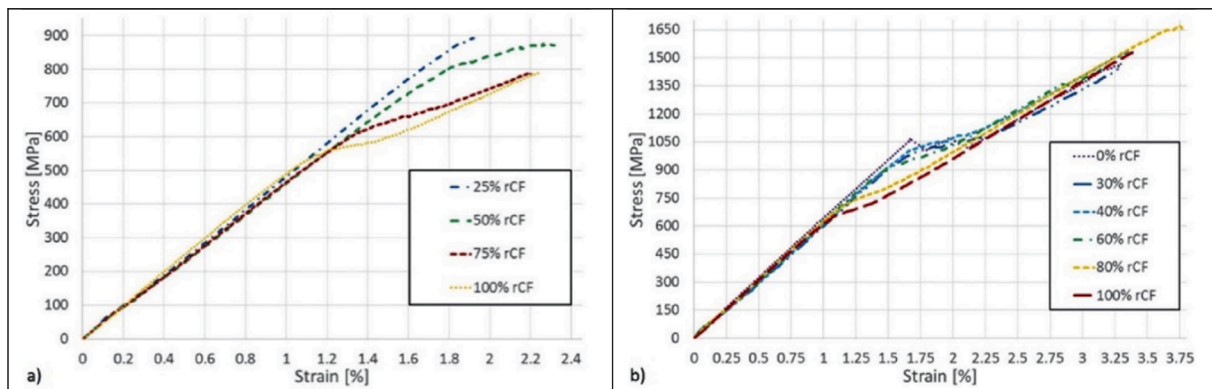 900
800
700
600
500
400
300
200
100
0
Stress [MPa]
25% rCF
50% rCF
75% rCF
100% rCF
0 0.2 0.4 0.6 0.8 1 1.2 1.4 1.6 1.8 2 2.2 2.4
a) Strain [%]
1650
1500
1350
1200
1050
900
750
600
450
300
150
0
Stress [MPa]
0% rCF
30% rCF
40% rCF
60% rCF
80% rCF
100% rCF
0 0.25 0.5 0.75 1 1.25 1.5 1.75 2 2.25 2.5 2.75 3 3.25 3.5 3.75
b) Strain [%]